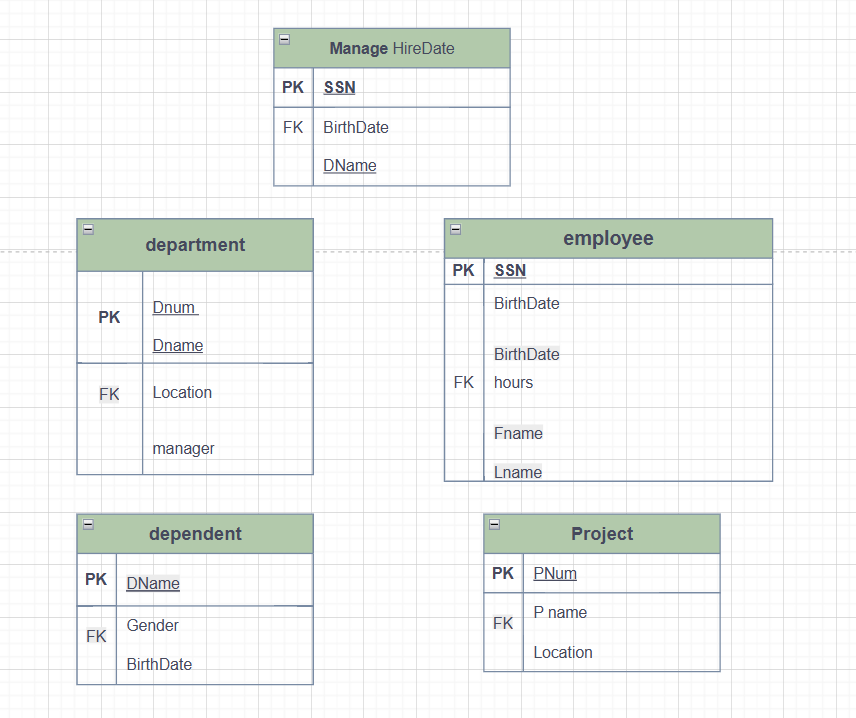 Manage HireDate
PK SSN
FK BirthDate
DName
department
PK Dnum
Dname
FK Location
manager
employee
PK SSN
BirthDate
BirthDate
FK hours
Fname
Lname
dependent
PK DName
Gender
FK
BirthDate
Project
PK PNum
P name
FK
Location